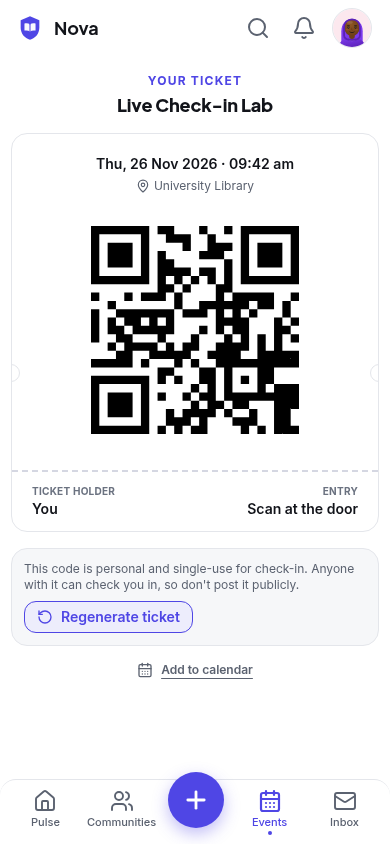 Nova
YOUR TICKET
Live Check-in Lab
Thu, 26 Nov 2026 · 09:42 am
University Library
TICKET HOLDER
ENTRY
You
Scan at the door
This code is personal and single-use for check-in. Anyone
with it can check you in, so don't post it publicly.
Regenerate ticket
Add to calendar
Pulse
Communities
Events
Inbox